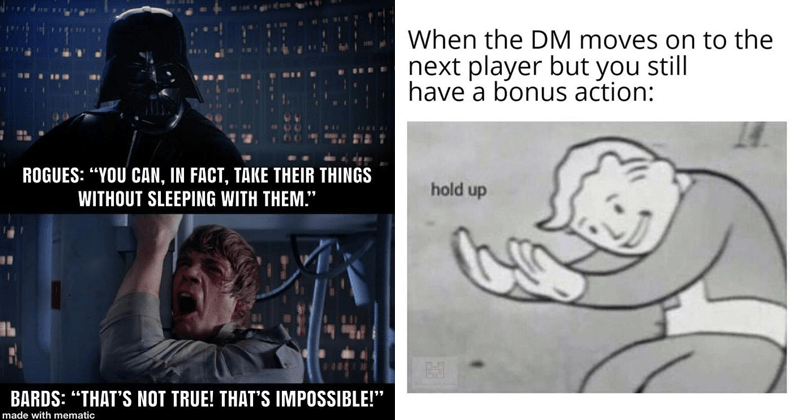 ROGUES: “YOU CAN, IN FACT, TAKE THEIR THINGS
WITHOUT SLEEPING WITH THEM.”
BARDS: “THAT’S NOT TRUE! THAT’S IMPOSSIBLE!”
made with mematic
When the DM moves on to the
next player but you still
have a bonus action:
hold up